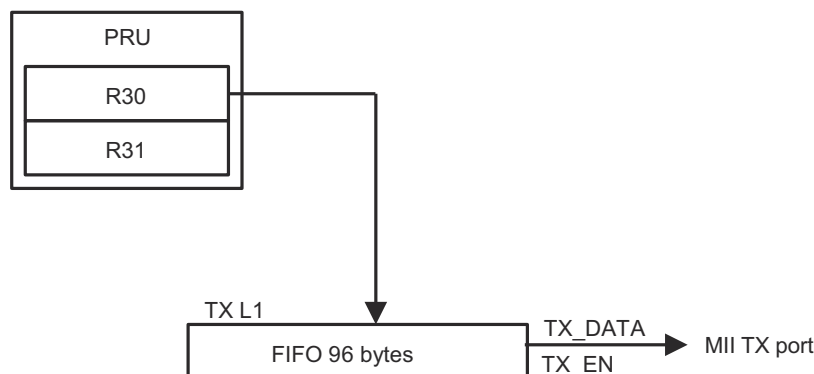 PRU
R30
R31
TX L1
FIFO 96 bytes
TX_DATA
TX_EN
MII TX port